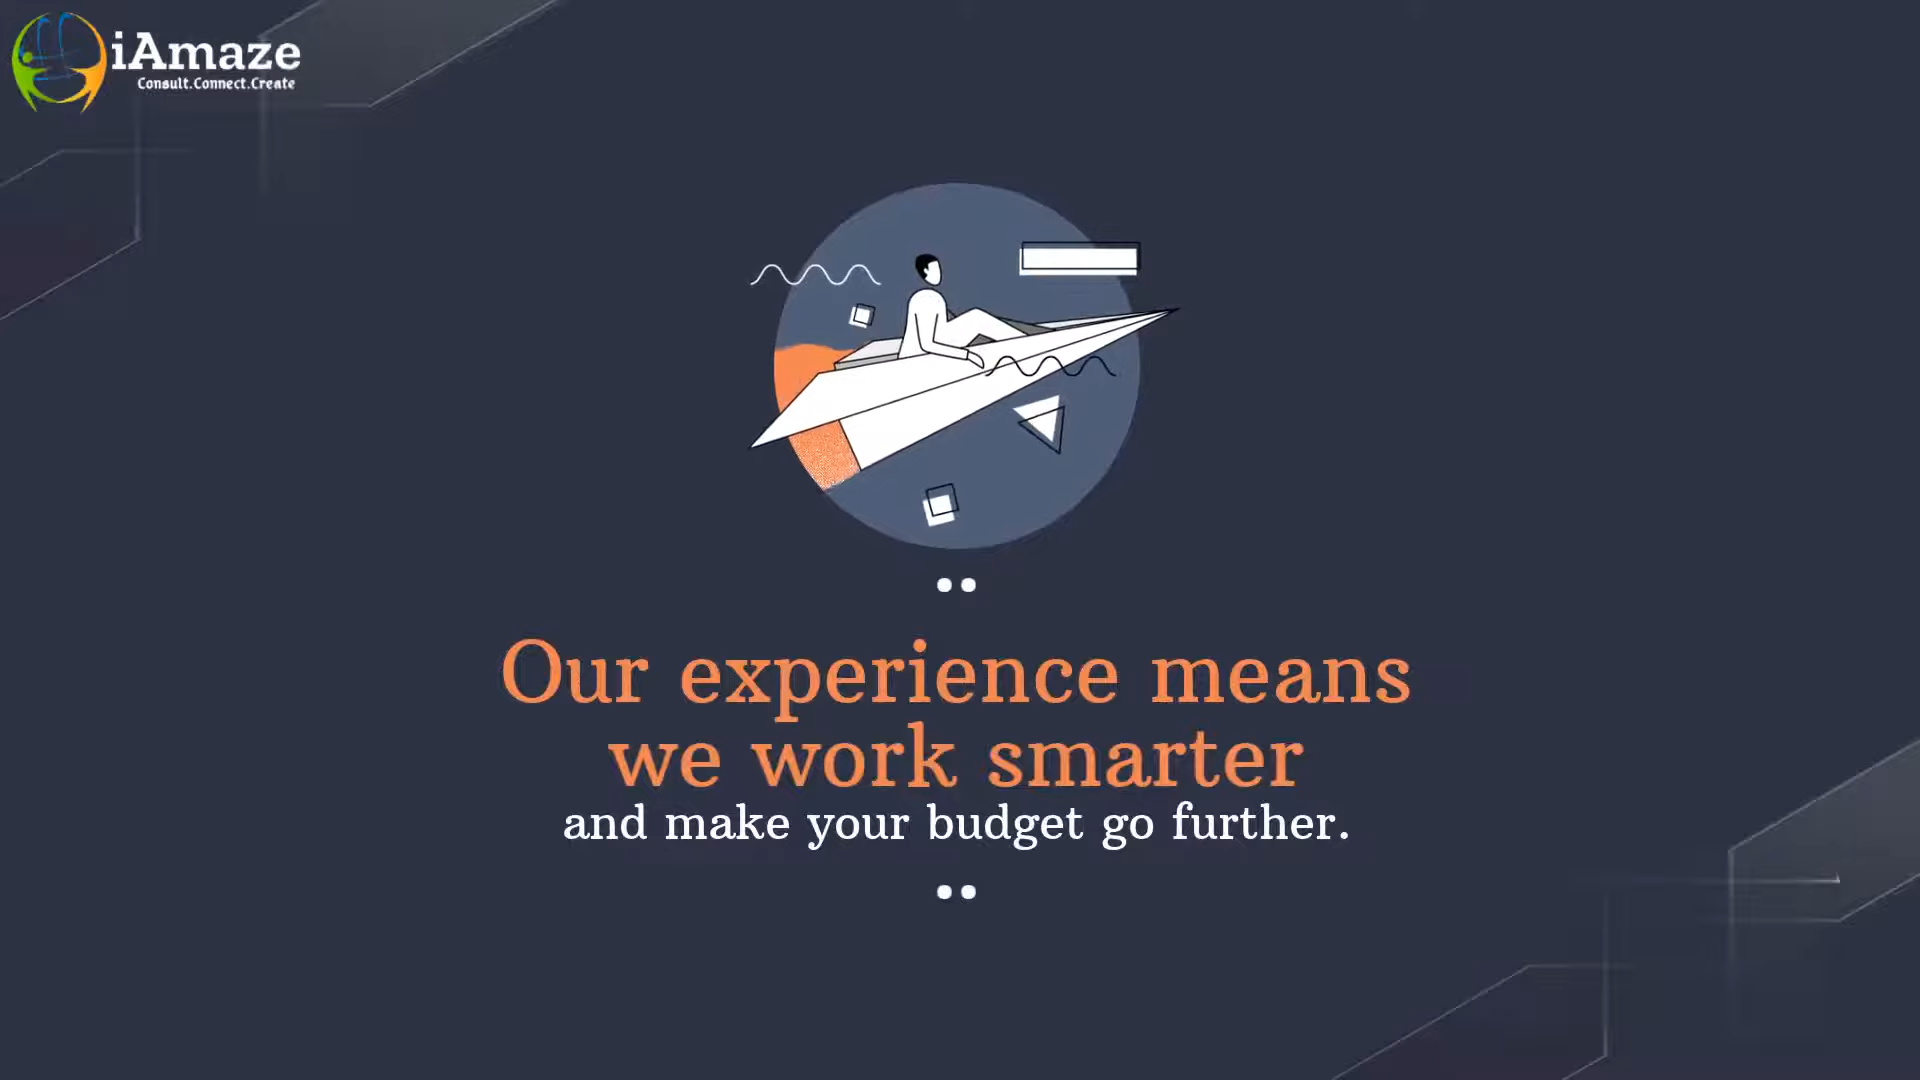 iAmaze
Consult.Connect.Create
Our experience means
we work smarter
and make your budget go further.